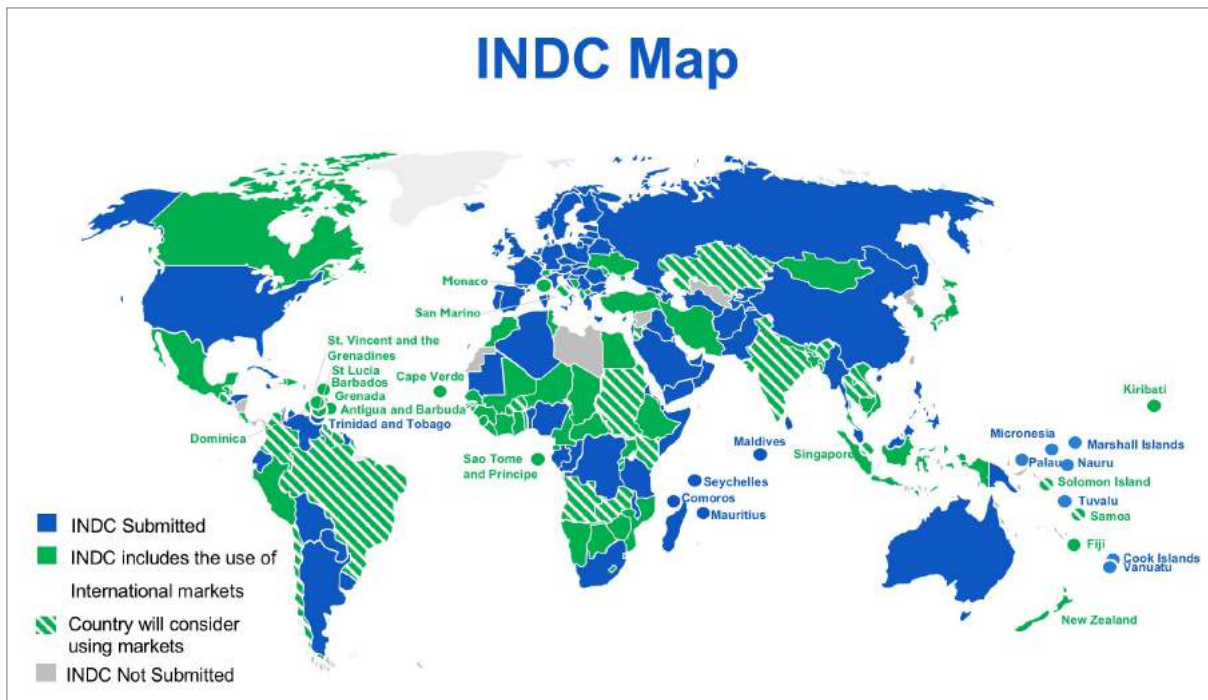 INDC Map
Monaco
San Marino
St. Vincent and the
Grenadines
St Lucia
Barbados
Grenada
Cape Verde
Antigua and Barbuda
Trinidad and Tobago
Dominica
Sao Tome
and Principe
Maldives
Seychelles
Comoros
Mauritius
Singapore
Kiribati
Micronesia
Marshall Islands
Palau
Nauru
Solomon Island
Tuvalu
Samoa
Fiji
Cook Islands
Vanuatu
New Zealand
INDC Submitted
INDC includes the use of
International markets
Country will consider
using markets
INDC Not Submitted